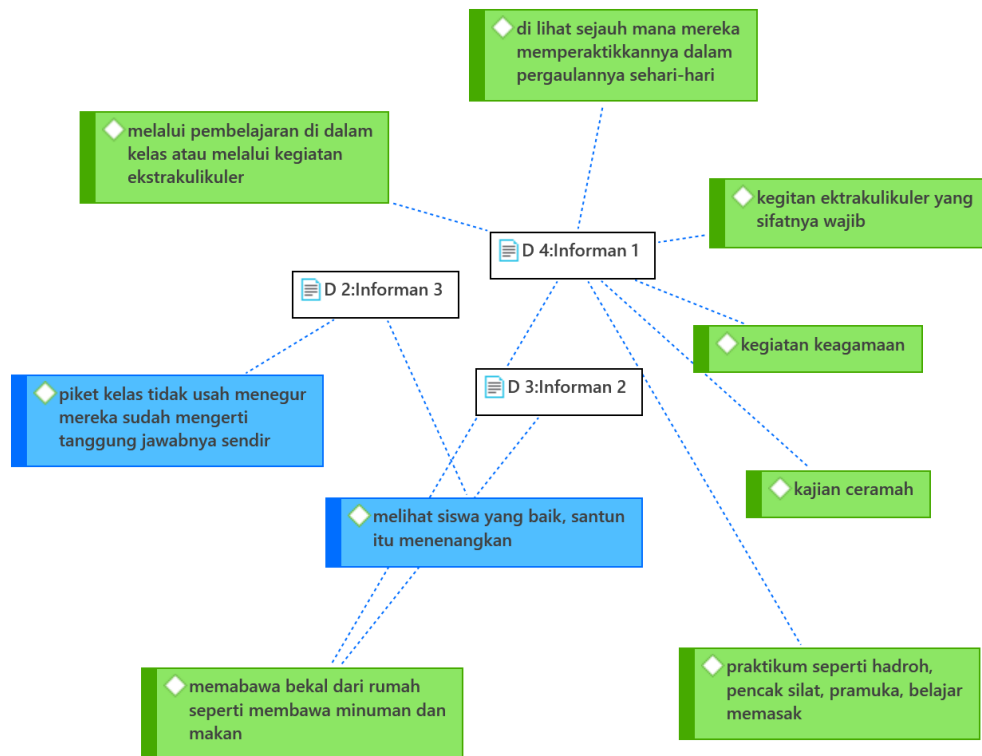 di lihat sejauh mana mereka
memperaktikkannya dalam
pergaulannya sehari-hari
melalui pembelajaran di dalam
kelas atau melalui kegiatan
ekstrakulikuler
kegitan ektrakulikuler yang
sifatnya wajib
D 4:Informan 1
D 2:Informan 3
kegiatan keagamaan
D 3:Informan 2
piket kelas tidak usah menegur
mereka sudah mengerti
tanggung jawabnya sendir
kajian ceramah
melihat siswa yang baik, santun
itu menenangkan
praktikum seperti hadroh,
pencak silat, pramuka, belajar
memasak
memabawa bekal dari rumah
seperti membawa minuman dan
makan